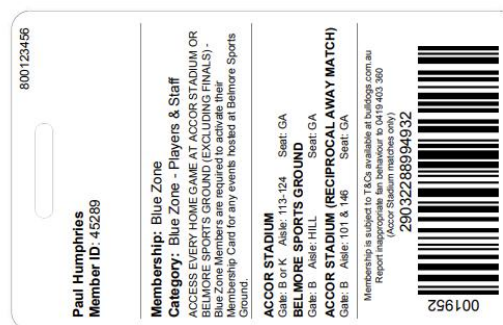 800123456
Paul Humphries
Member ID: 45289
Membership: Blue Zone
Category: Blue Zone - Players & Staff
ACCESS EVERY HOME GAME AT ACCOR STADIUM OR
BELMORE SPORTS GROUND (EXCLUDING FINALS) -
Blue Zone Members are required to activate their
Membership Card for any events hosted at Belmore Sports
Ground.
ACCOR STADIUM
Gate: B or K Aisle: 113-124 Seat: GA
BELMORE SPORTS GROUND
Gate: B Aisle: HILL Seat: GA
ACCOR STADIUM (RECIPROCAL AWAY MATCH)
Gate: B Aisle: 101 & 146 Seat: GA
Membership is subject to T&Cs available at bulldogs.com.au
Report inappropriate fan behaviour to 0419 403 360
(Accor Stadium matches only)
29032288994932
001952